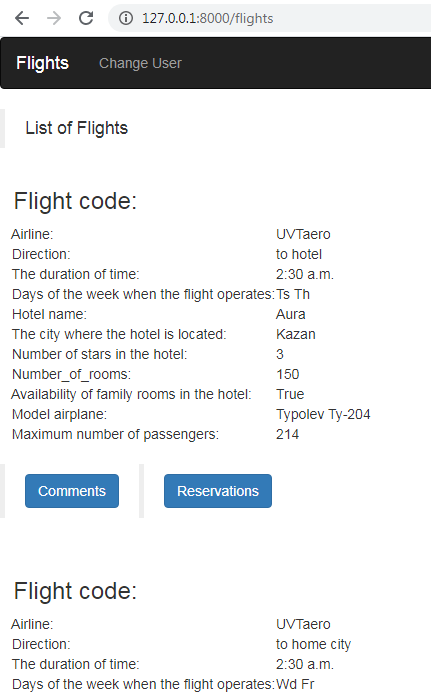 127.0.0.1:8000/flights
Flights Change User
List of Flights
Flight code:
Airline: UVTaero
Direction: to hotel
The duration of time: 2:30 a.m.
Days of the week when the flight operates: Ts Th
Hotel name: Aura
The city where the hotel is located: Kazan
Number of stars in the hotel: 3
Number_of_rooms: 150
Availability of family rooms in the hotel: True
Model airplane: Typolev Ty-204
Maximum number of passengers: 214
Comments Reservations
Flight code:
Airline: UVTaero
Direction: to home city
The duration of time: 2:30 a.m.
Days of the week when the flight operates: Wd Fr